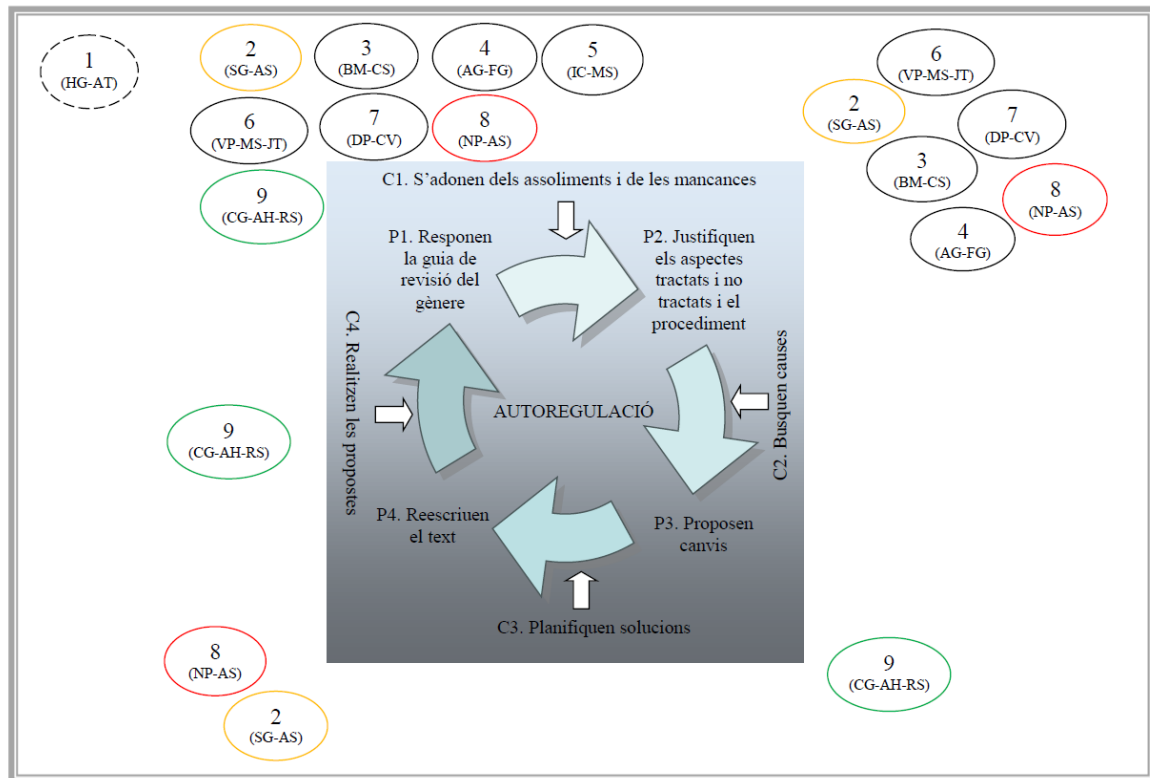 1
(HG-AT)
2
(SG-AS)
3
(BM-CS)
4
(AG-FG)
5
(IC-MS)
6
(VP-MS-JT)
7
(DP-CV)
8
(NP-AS)
9
(CG-AH-RS)
6
(VP-MS-JT)
2
(SG-AS)
7
(DP-CV)
3
(BM-CS)
8
(NP-AS)
4
(AG-FG)
C1. S’adonen dels assoliments i de les mancances
P1. Responen
la guia de
revisió del
gènere
P2. Justifiquen
els aspectes
tractats i no
tractats i el
procediment
C4. Realitzen les propostes
AUTOREGULACIÓ
C2. Busquen causes
9
(CG-AH-RS)
P4. Reescriuen
el text
P3. Proposen
canvis
C3. Planifiquen solucions
8
(NP-AS)
2
(SG-AS)
9
(CG-AH-RS)